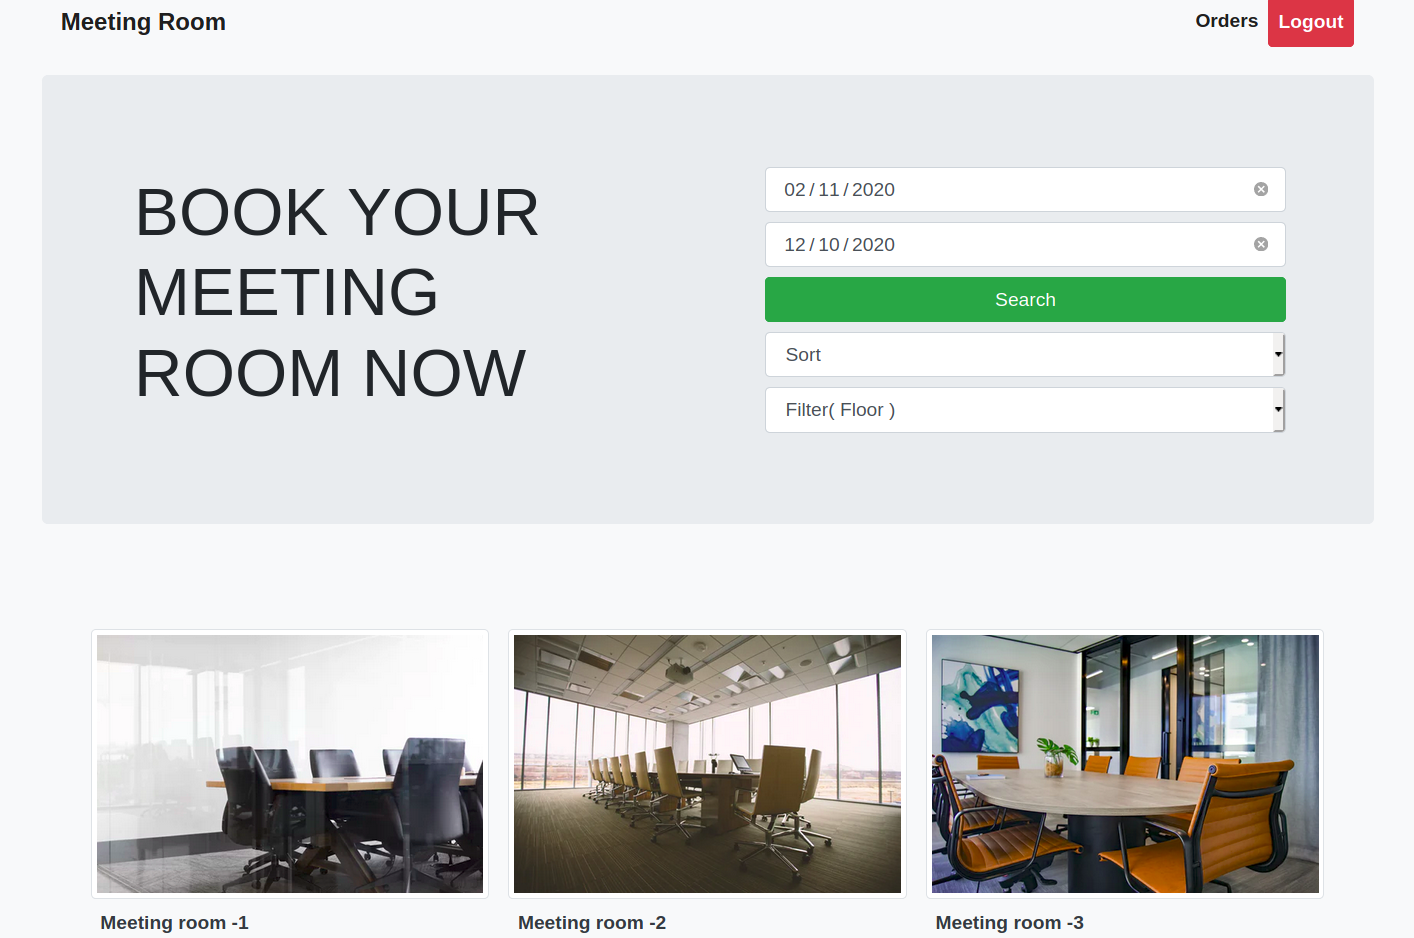 Meeting Room
Orders
Logout
BOOK YOUR
MEETING
ROOM NOW
02 / 11 / 2020
12 / 10 / 2020
Search
Sort
Filter( Floor )
Meeting room -1
Meeting room -2
Meeting room -3